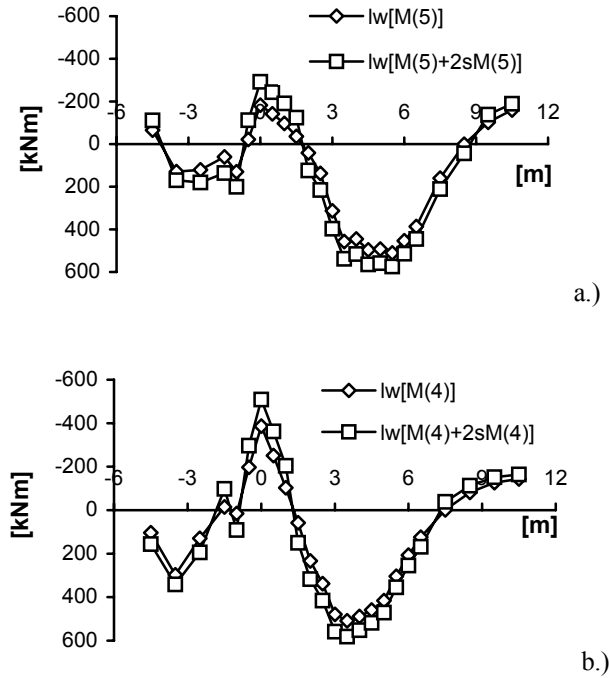 -600
-400
-200
0
200
400
600
[kNm]
-6 -3 0 3 6 9 12
[m]
lw[M(5)]
lw[M(5)+2sM(5)]
a.)
-600
-400
-200
0
200
400
600
[kNm]
-6 -3 0 3 6 9 12
[m]
lw[M(4)]
lw[M(4)+2sM(4)]
b.)